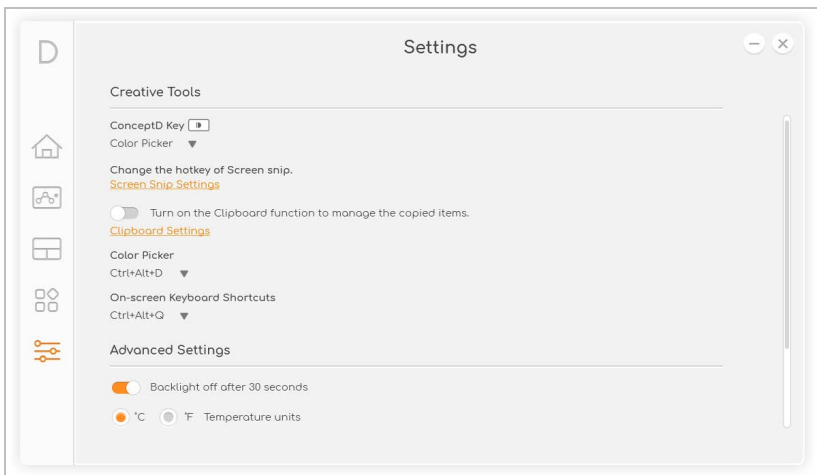 D
Settings
Creative Tools
ConceptD Key
Color Picker
Change the hotkey of Screen snip.
Screen Snip Settings
Turn on the Clipboard function to manage the copied items.
Clipboard Settings
Color Picker
Ctrl+Alt+D
On-screen Keyboard Shortcuts
Ctrl+Alt+Q
Advanced Settings
Backlight off after 30 seconds
°C °F Temperature units